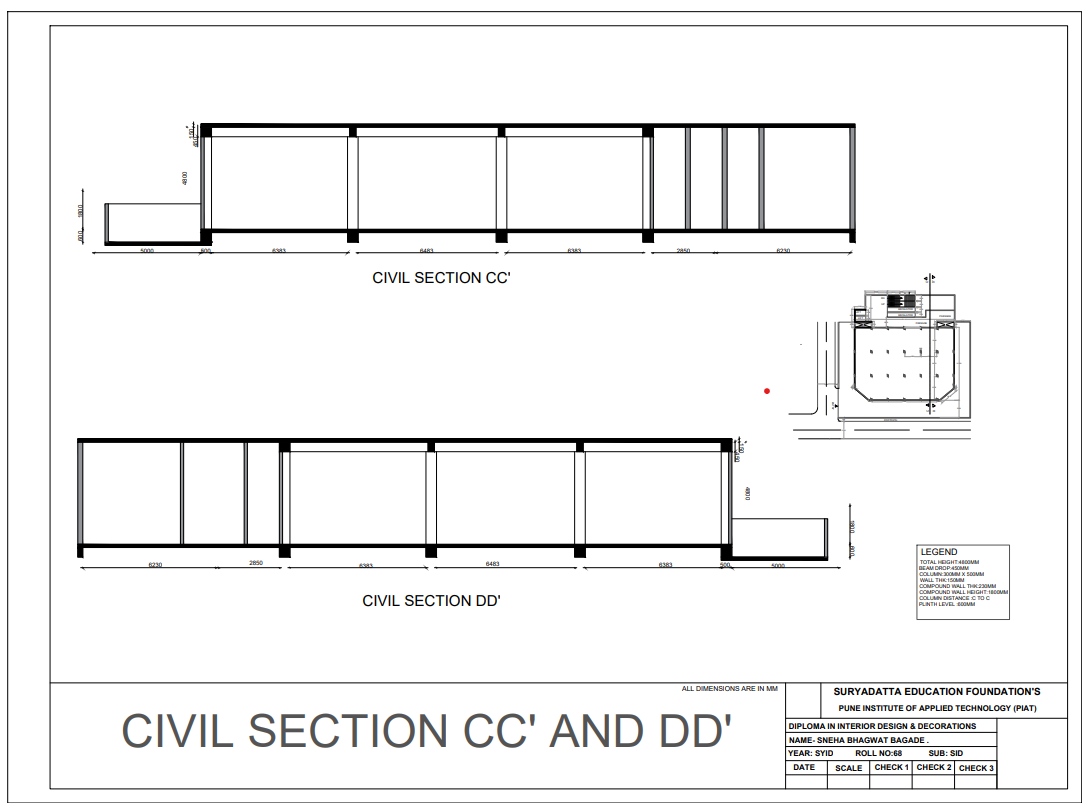 150
450
4800
1800
600
5000
500
6383
6483
6383
2850
6230
CIVIL SECTION CC'
150
450
4800
1800
600
6230
2850
6383
6483
6383
500
5000
CIVIL SECTION DD'
LEGEND
TOTAL HEIGHT:4800MM
BEAM DROP:450MM
COLUMN:300MM X 500MM
WALL THK:150MM
COMPOUND WALL THK:230MM
COMPOUND WALL HEIGHT:1800MM
COLUMN DISTANCE :C TO C
PLINTH LEVEL :600MM
ALL DIMENSIONS ARE IN MM
CIVIL SECTION CC' AND DD'
SURYADATTA EDUCATION FOUNDATION'S
PUNE INSTITUTE OF APPLIED TECHNOLOGY (PIAT)
DIPLOMA IN INTERIOR DESIGN & DECORATIONS
NAME- SNEHA BHAGWAT BAGADE .
YEAR: SYID ROLL NO:68 SUB: SID
DATE SCALE CHECK 1 CHECK 2 CHECK 3